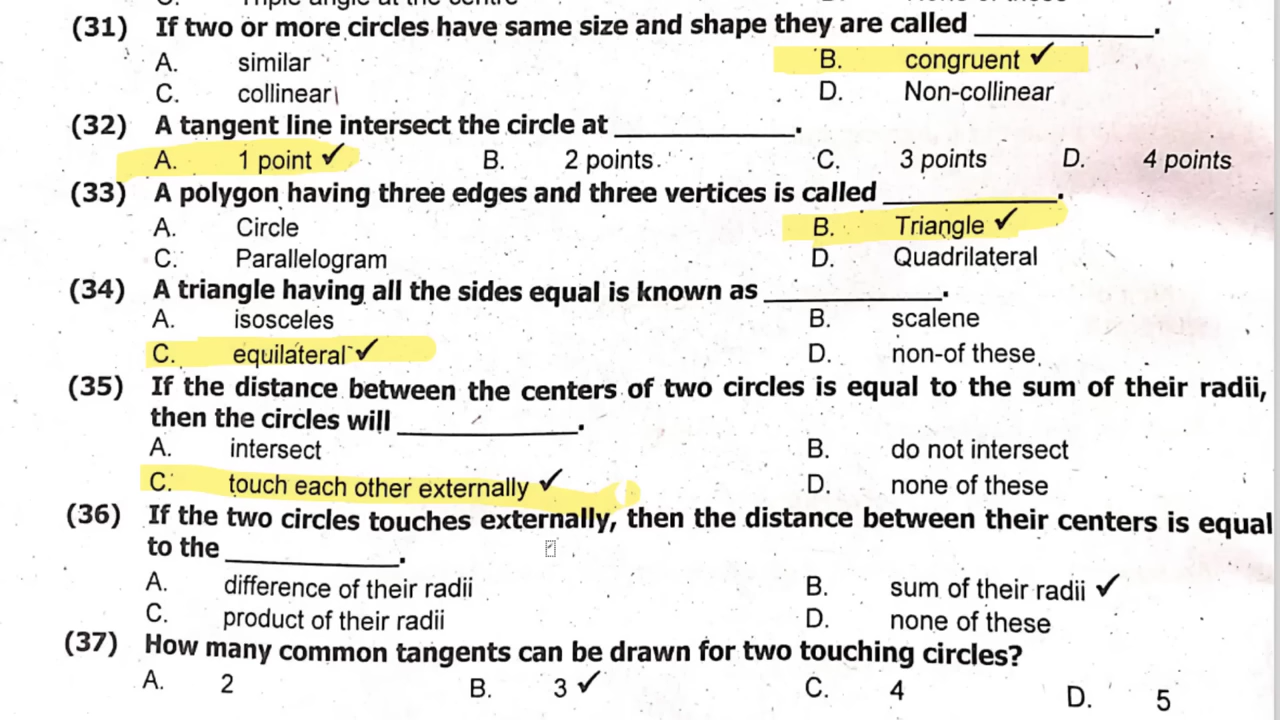 (31) If two or more circles have same size and shape they are called ____________.
A. similar B. congruent ✓
C. collinear D. Non-collinear
(32) A tangent line intersect the circle at ____________.
A. 1 point ✓ B. 2 points. C. 3 points D. 4 points
(33) A polygon having three edges and three vertices is called ____________.
A. Circle B. Triangle ✓
C. Parallelogram D. Quadrilateral
(34) A triangle having all the sides equal is known as ____________.
A. isosceles B. scalene
C. equilateral ✓ D. non-of these
(35) If the distance between the centers of two circles is equal to the sum of their radii,
then the circles will ____________.
A. intersect B. do not intersect
C. touch each other externally ✓ D. none of these
(36) If the two circles touches externally, then the distance between their centers is equal
to the ____________.
A. difference of their radii B. sum of their radii ✓
C. product of their radii D. none of these
(37) How many common tangents can be drawn for two touching circles?
A. 2 B. 3 ✓ C. 4 D. 5